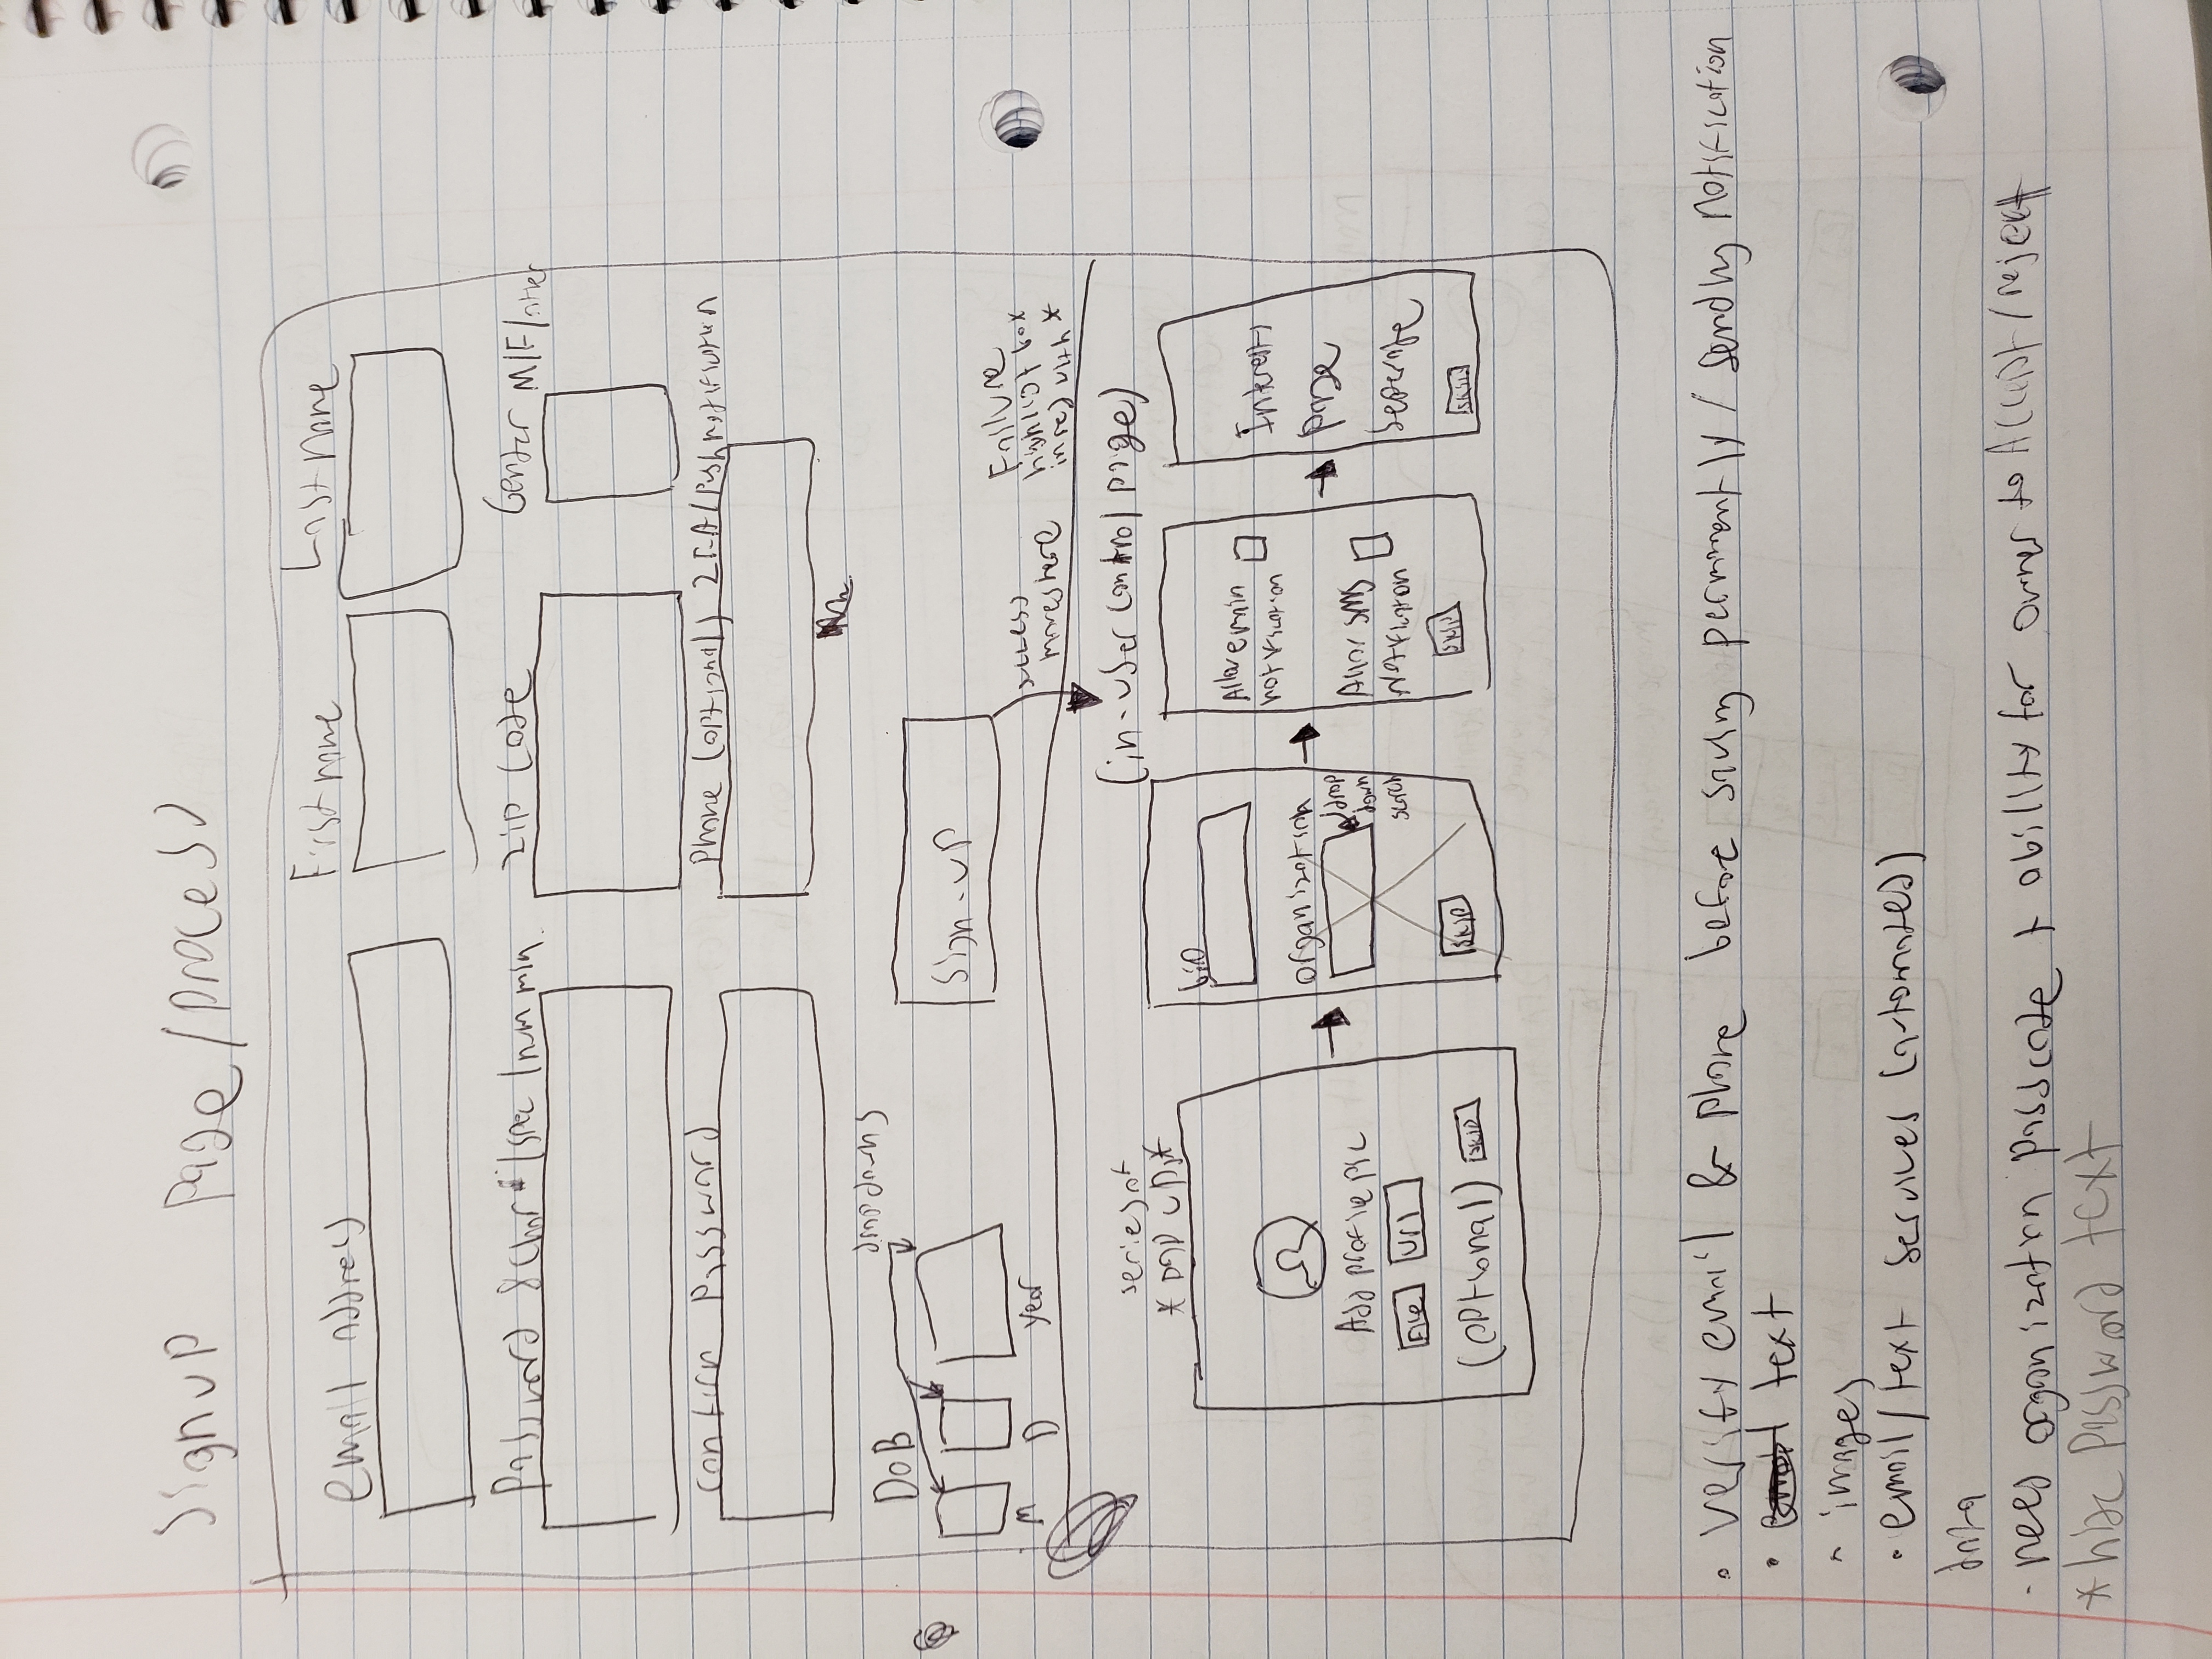 Signup Page/Process
email address First name Last name
Password 8 char /spec /num min. Zip Code Gender M/F/other
confirm Password Phone (optional) 2FA/Push notification
DoB dropdowns
M D Year
Sign-up
success
moves here
Failure
highlight box
in red with *
(in-user control page)
series of
* pop ups*
Add profile pic
File Url
(optional) skip
bio
organization
drop
down
search
skip
Allow email
notification
Allow SMS
Notification
skip
Interests
page
Seperate
skip
• verify email & phone before saving permanently / sending notification
• text
• images
• email/text services (automated)
data
- need organization passcode + ability for owner to Accept/reject
* hide Password text